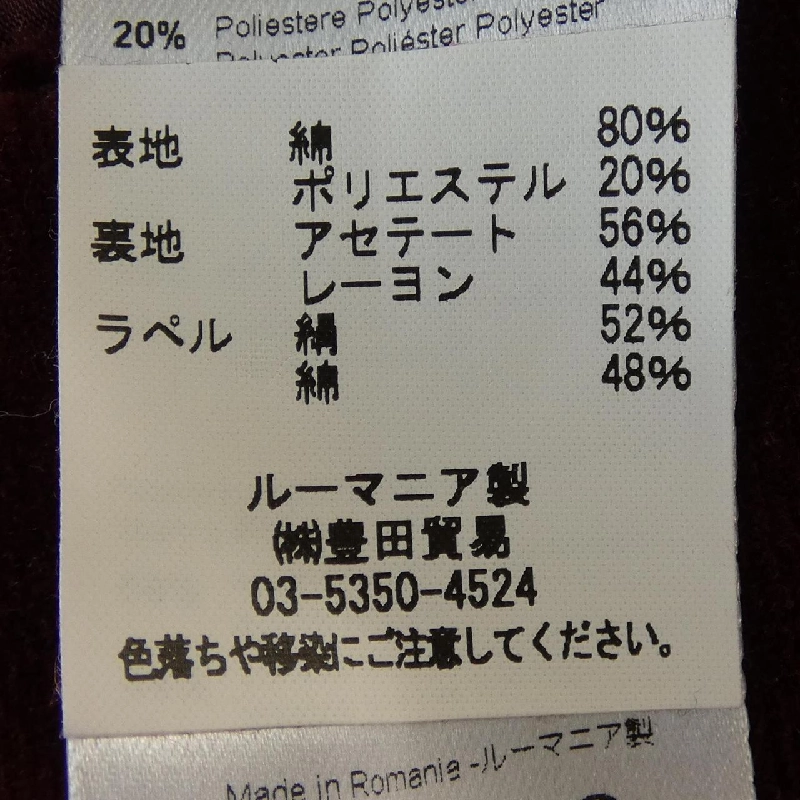 20% Poliestere Polyester
Polyester Poliéster Polyester
表地 綿 80%
ポリエステル 20%
裏地 アセテート 56%
レーヨン 44%
ラペル 絹 52%
綿 48%
ルーマニア製
㈱豊田貿易
03-5350-4524
色落ちや移染にご注意してください。
Made in Romania -ルーマニア製